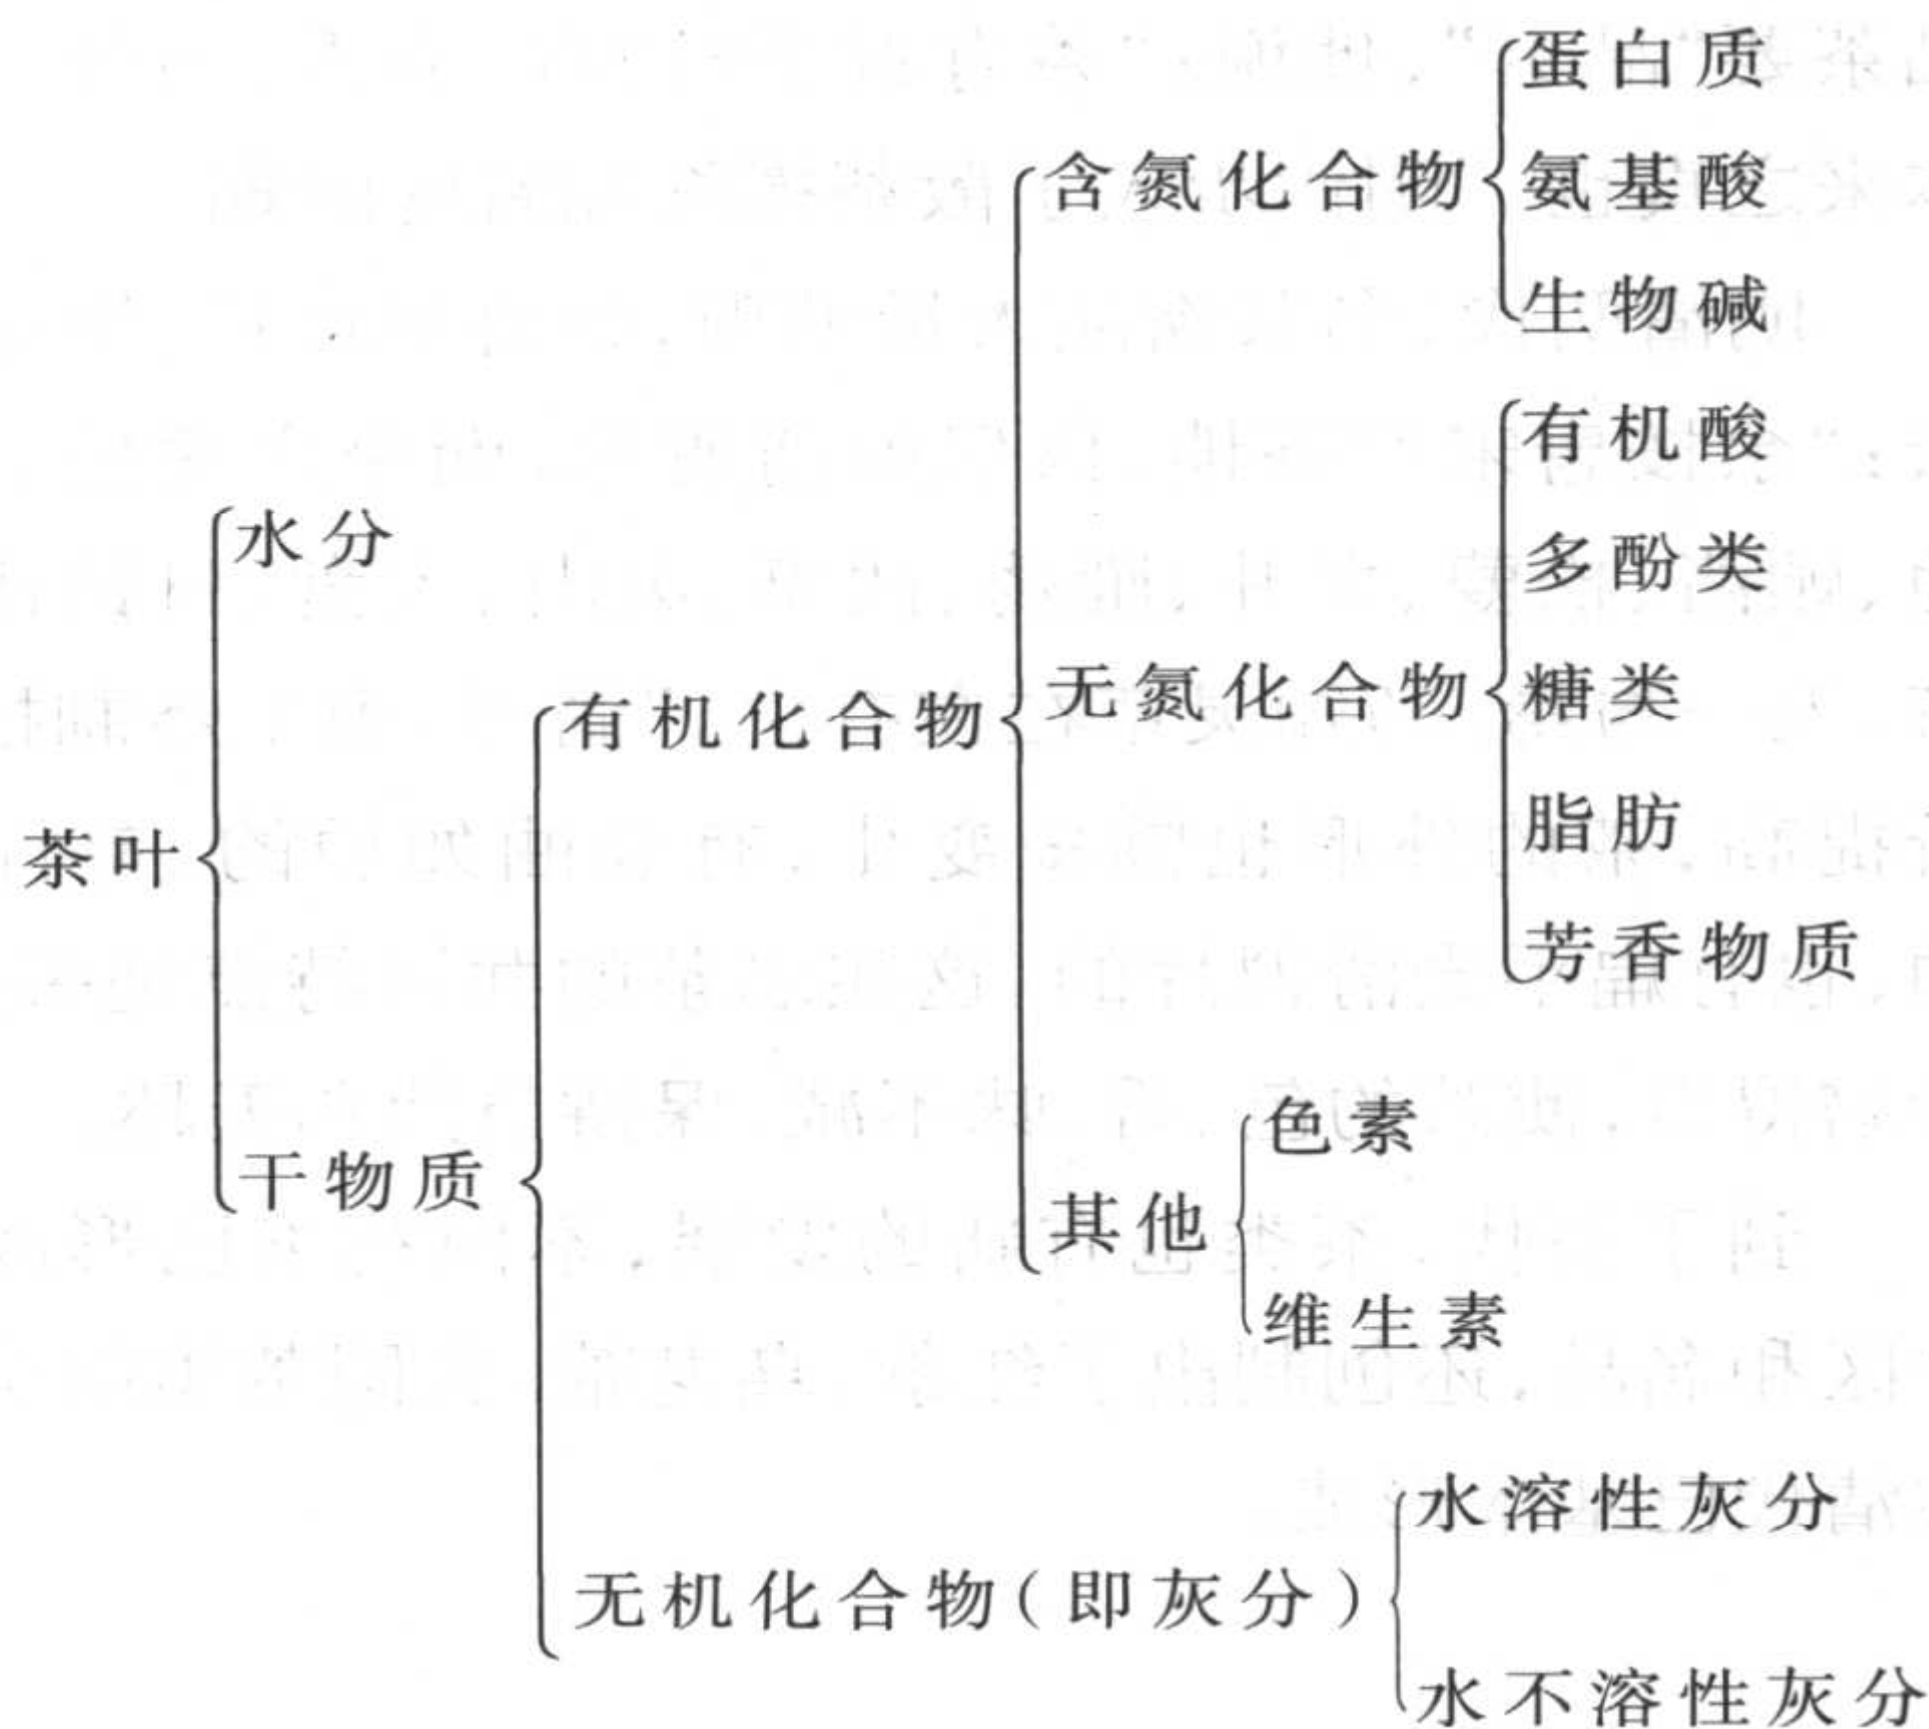 蛋白质
含氮化合物
氨基酸
生物碱
有机酸
水分
多酚类
有机化合物
无氮化合物
糖类
脂肪
茶叶
芳香物质
色素
干物质
其他
维生素
水溶性灰分
无机化合物(即灰分)
水不溶性灰分